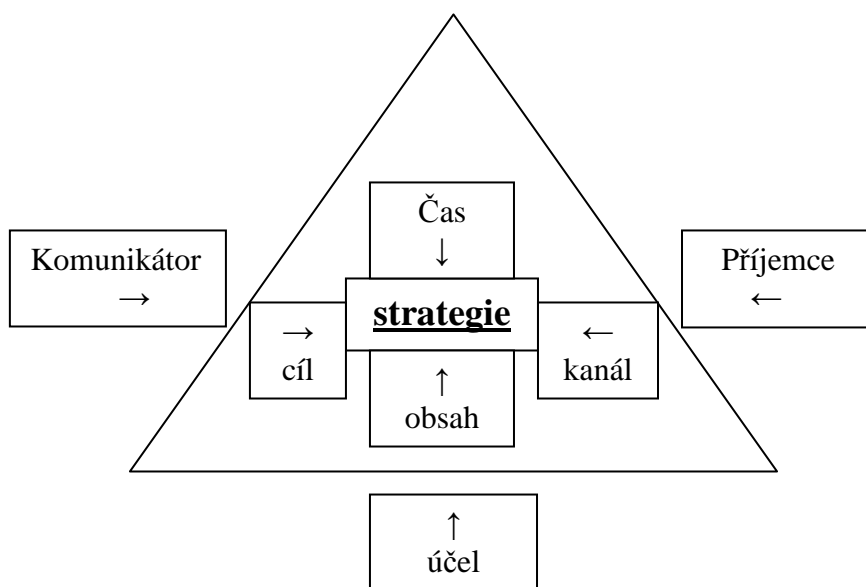 Čas
↓
Komunikátor
→
Příjemce
←
strategie
→
cíl
←
kanál
↑
obsah
↑
účel